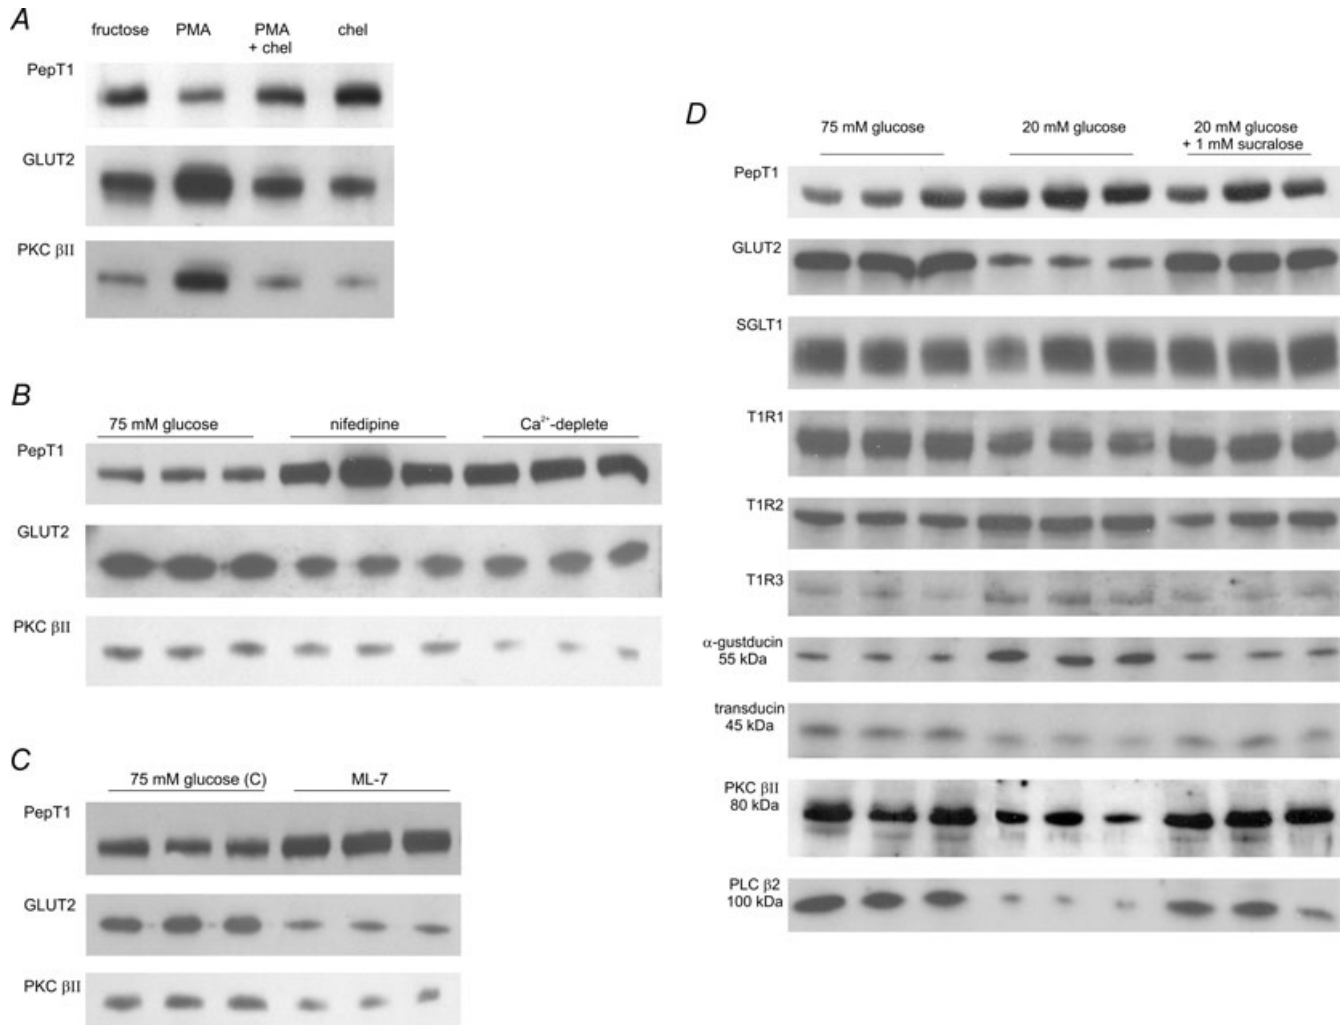 A
fructose PMA PMA + chel chel
PepT1
GLUT2
PKC βII
B
75 mM glucose nifedipine Ca²⁺-deplete
PepT1
GLUT2
PKC βII
C
75 mM glucose (C) ML-7
PepT1
GLUT2
PKC βII
D
75 mM glucose 20 mM glucose 20 mM glucose
+ 1 mM sucralose
PepT1
GLUT2
SGLT1
T1R1
T1R2
T1R3
α-gustducin
55 kDa
transducin
45 kDa
PKC βII
80 kDa
PLC β2
100 kDa